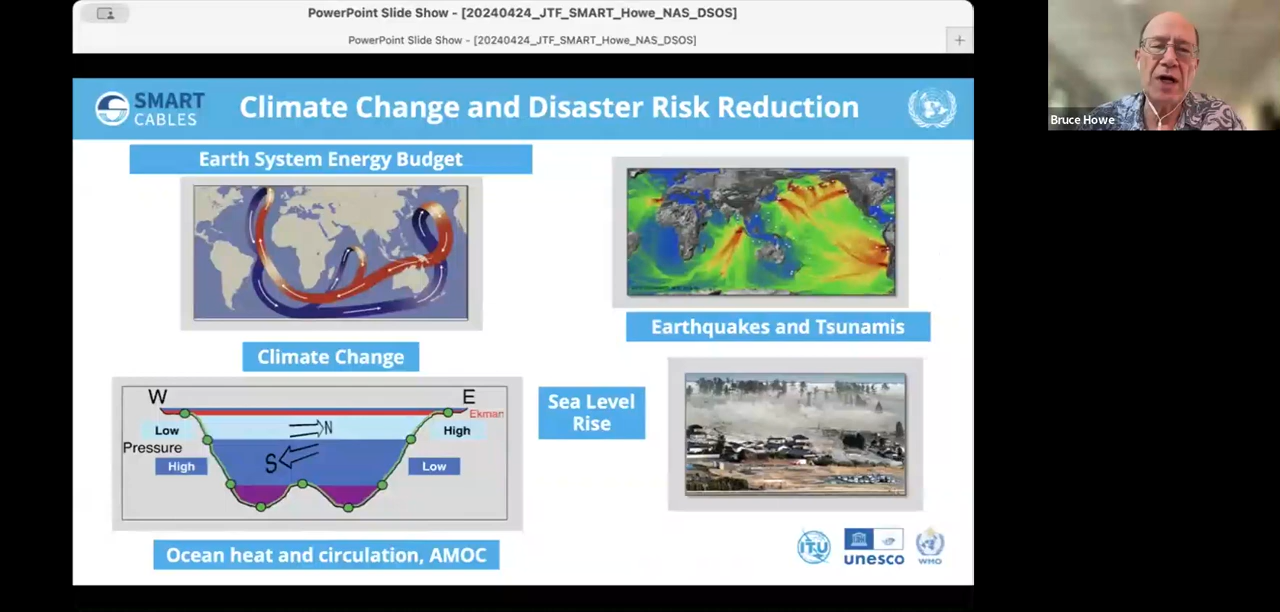 PowerPoint Slide Show - [20240424_JTF_SMART_Howe_NAS_DSOS]
PowerPoint Slide Show - [20240424_JTF_SMART_Howe_NAS_DSOS]
+
Bruce Howe
SMART
CABLES
Climate Change and Disaster Risk Reduction
Earth System Energy Budget
Climate Change
W
E
Ekman
Low
N
High
Pressure
High
S
Low
Ocean heat and circulation, AMOC
Earthquakes and Tsunamis
Sea Level
Rise
ITU
unesco
WMO